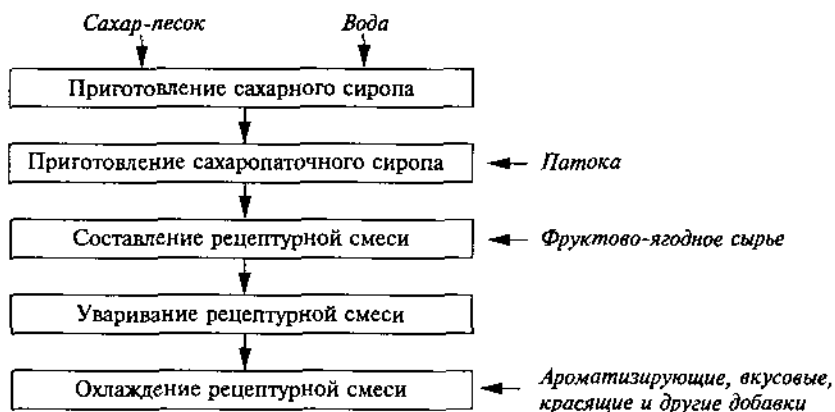 Сахар-песок Вода
Приготовление сахарного сиропа
Приготовление сахаропаточного сиропа
Патока
Составление рецептурной смеси
Фруктово-ягодное сырье
Уваривание рецептурной смеси
Охлаждение рецептурной смеси
Ароматизирующие, вкусовые,
красящие и другие добавки